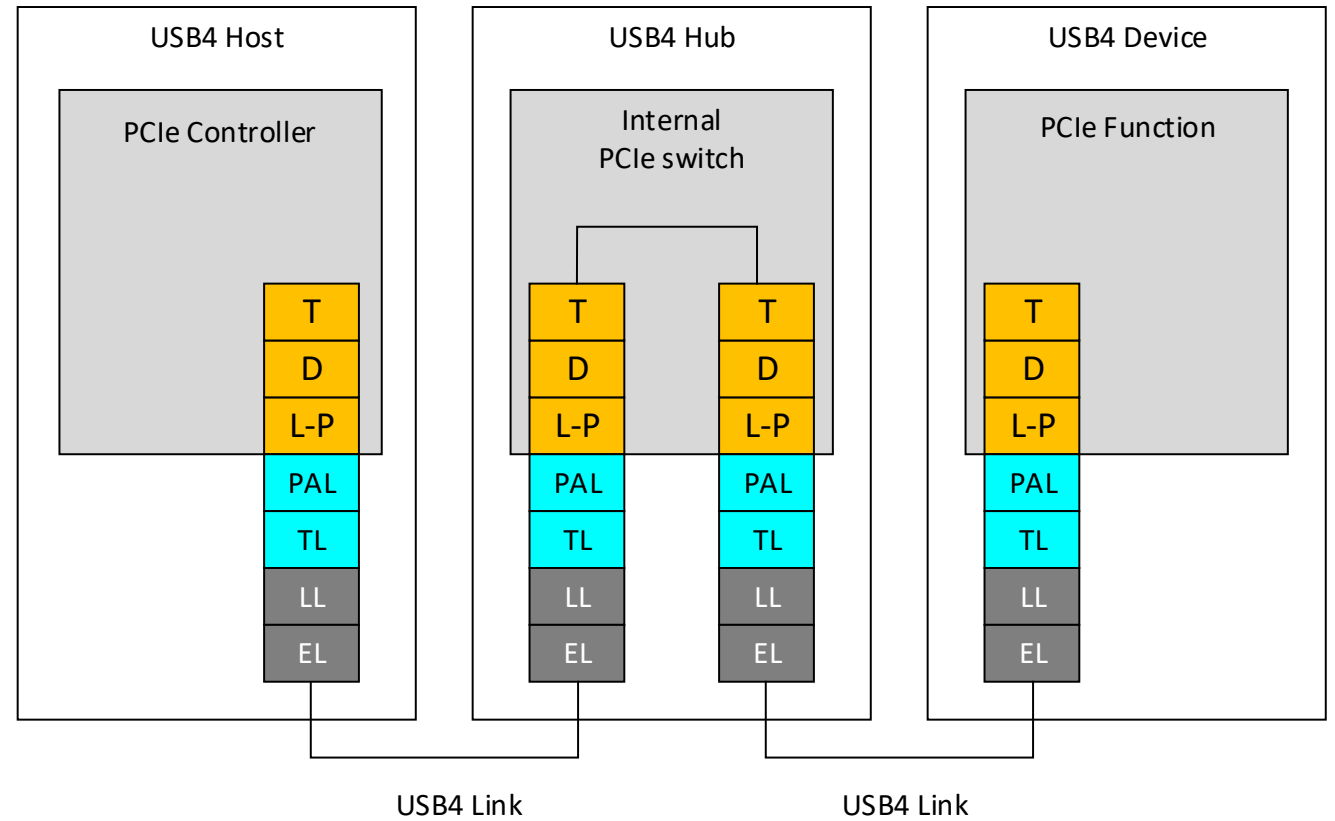 USB4 Host
PCIe Controller
T
D
L-P
PAL
TL
LL
EL
USB4 Hub
Internal
PCIe switch
T
D
L-P
PAL
TL
LL
EL
T
D
L-P
PAL
TL
LL
EL
USB4 Device
PCIe Function
T
D
L-P
PAL
TL
LL
EL
USB4 Link
USB4 Link